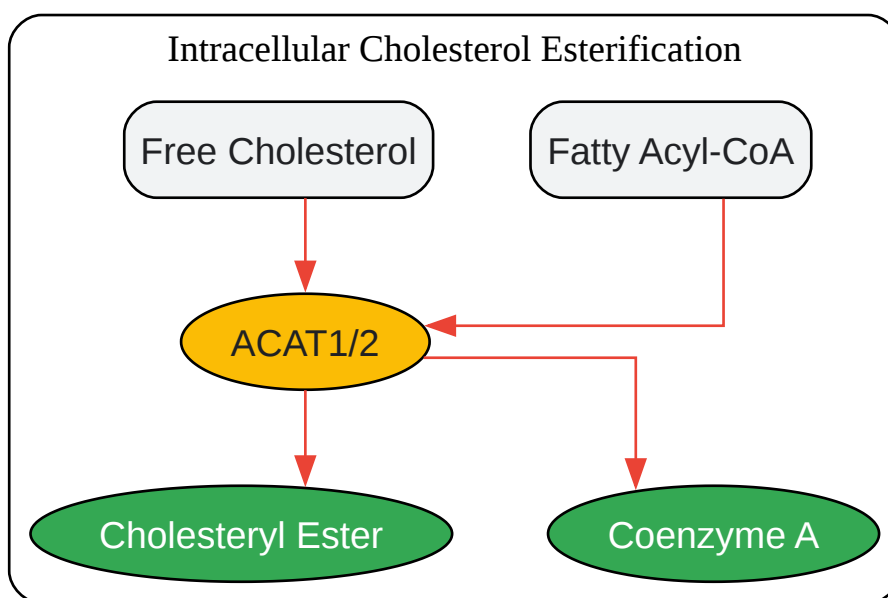 Intracellular Cholesterol Esterification
Free Cholesterol
Fatty Acyl-CoA
ACAT1/2
Cholesteryl Ester
Coenzyme A